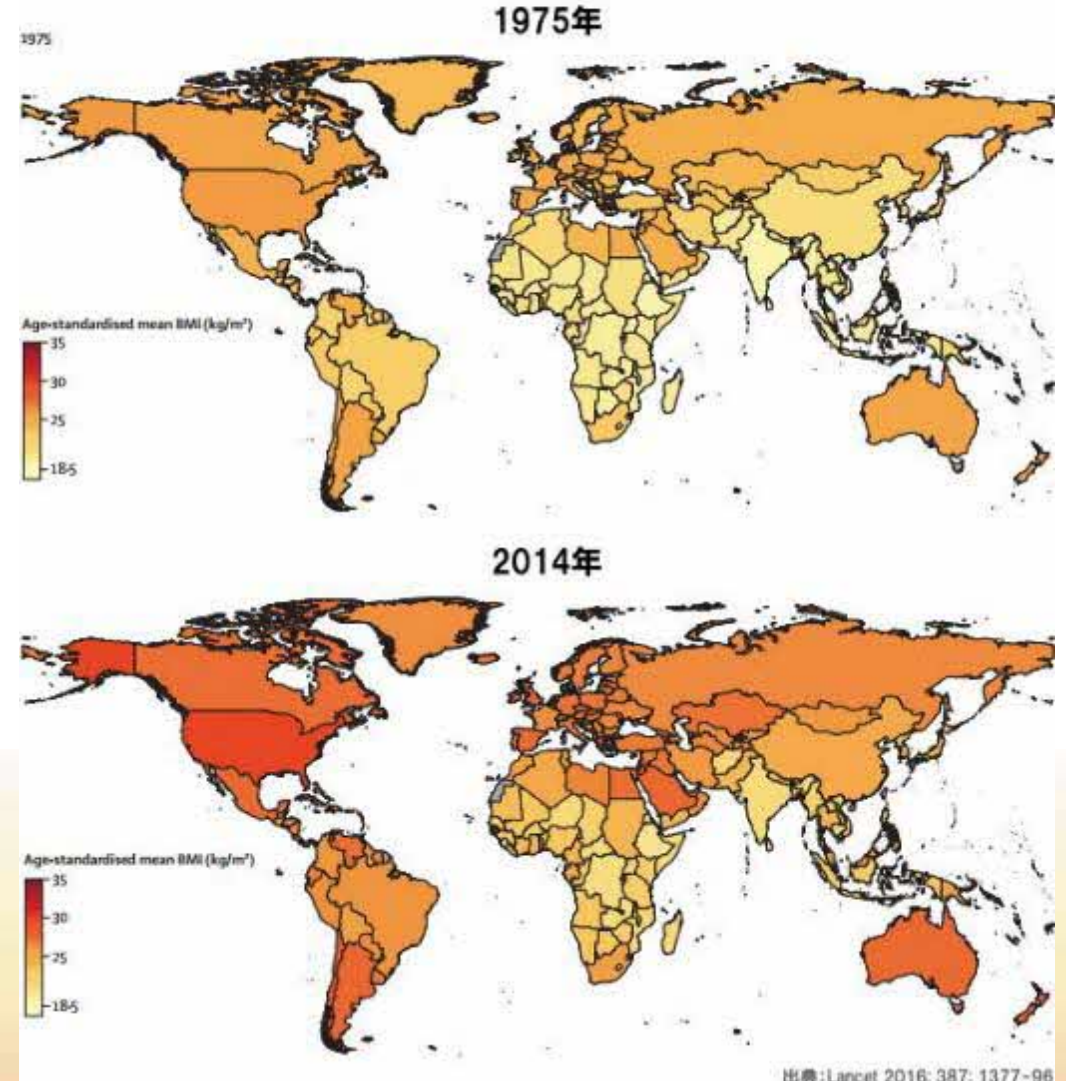 1975年
1975
Age-standardised mean BMI (kg/m²)
35
30
25
18·5
2014年
Age-standardised mean BMI (kg/m²)
35
30
25
18·5
出典:Lancet 2016; 387: 1377-96